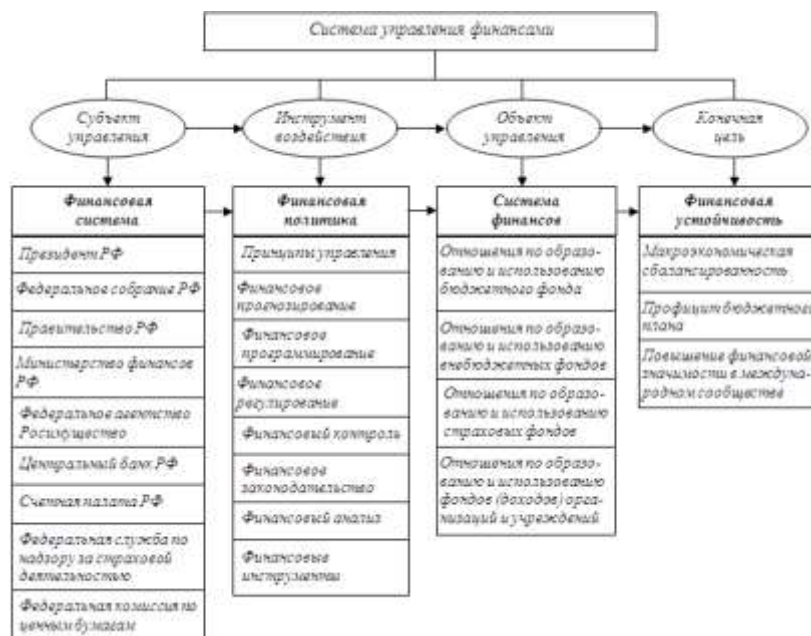 Система управления финансами
Субъект
управления
Инструмент
воздействия
Объект
управления
Конечная
цель
Финансовая
система
Президент РФ
Федеральное собрание РФ
Правительство РФ
Министерство финансов
РФ
Федеральное агентство
Росимущество
Центральный банк РФ
Счетная палата РФ
Федеральная служба по
надзору за страховой
деятельностью
Федеральная комиссия по
ценным бумагам
Финансовая
политика
Принципы управления
Финансовое
прогнозирование
Финансовое
программирование
Финансовое
регулирование
Финансовый контроль
Финансовое
законодательство
Финансовый анализ
Финансовые
инструменты
Система
финансов
Отношения по образо-
ванию и использованию
бюджетного фонда
Отношения по образо-
ванию и использованию
внебюджетных фондов
Отношения по образо-
ванию и использованию
страховых фондов
Отношения по образо-
ванию и использованию
фондов (доходов) орга-
низаций и учреждений
Финансовая
устойчивость
Макроэкономическая
сбалансированность
Профицит бюджетного
плана
Повышение финансовой
значимости в междуна-
родном сообществе